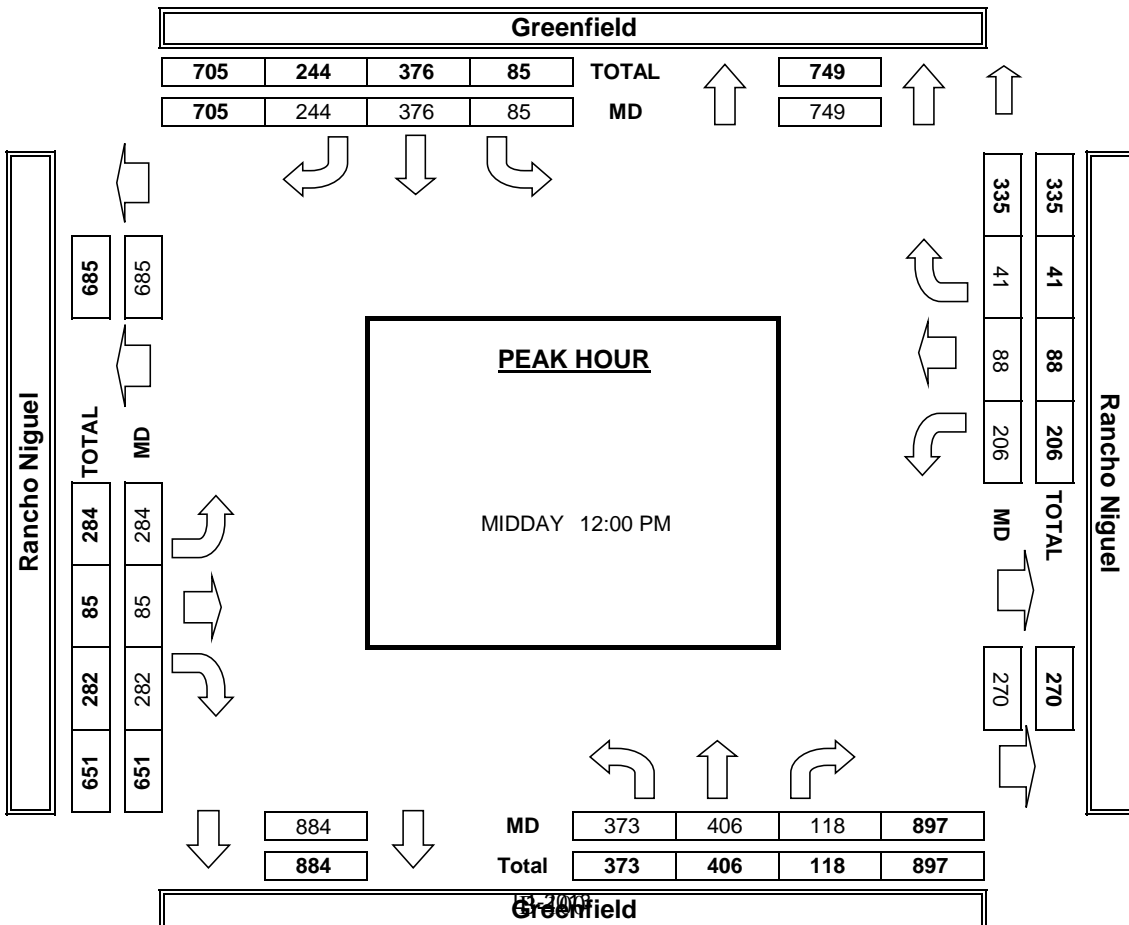 Greenfield
705 244 376 85 TOTAL 749
705 244 376 85 MD 749
Rancho Niguel
685
685
TOTAL
MD
284 85 282 651
284 85 282 651
PEAK HOUR
MIDDAY 12:00 PM
335 41 88 206 MD
335 41 88 206 TOTAL
270
270
Rancho Niguel
884 MD 373 406 118 897
884 Total 373 406 118 897
Greenfield